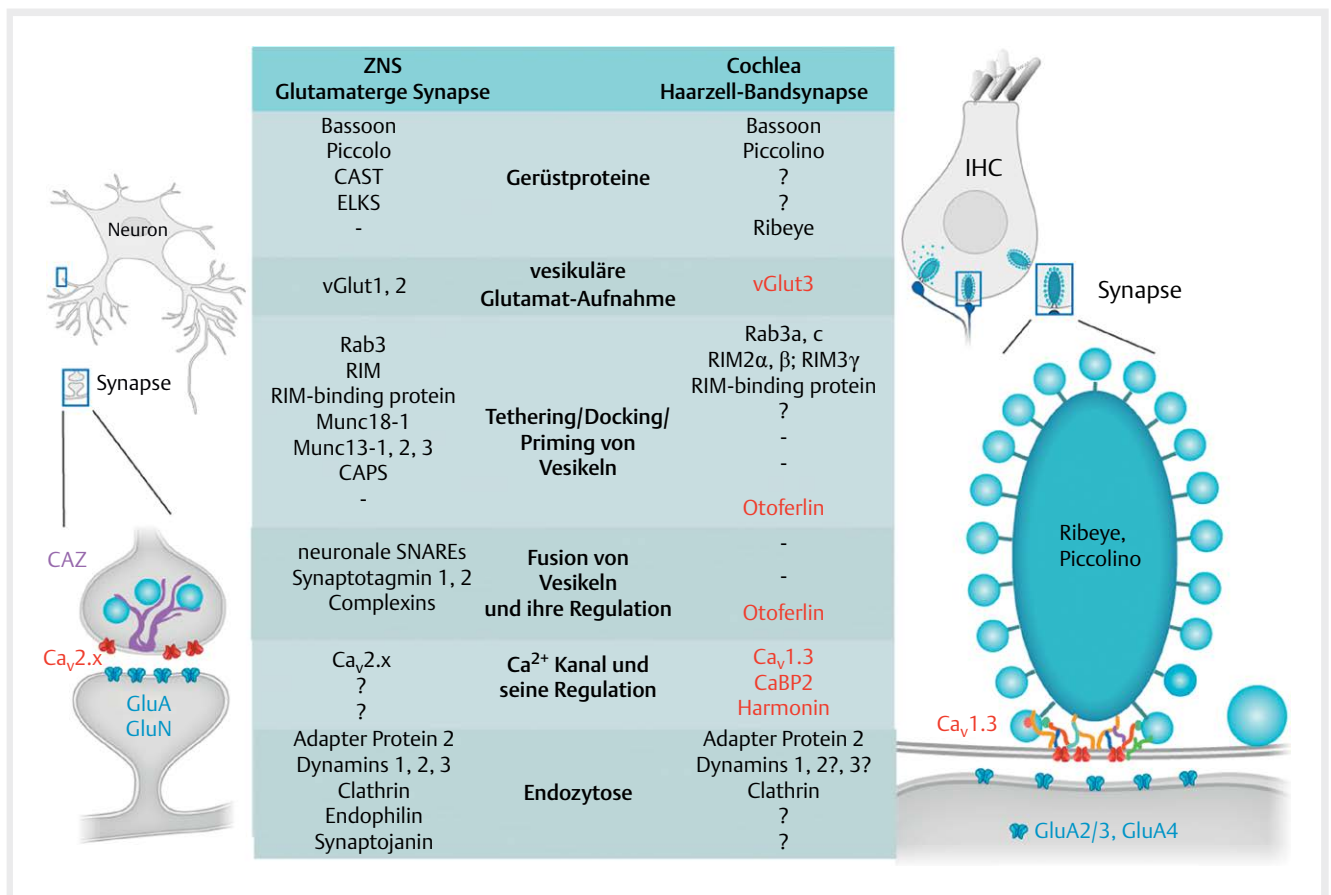 ZNS
Glutamaterge Synapse
Cochlea
Haarzell-Bandsynapse
Bassoon
Piccolo
CAST
ELKS
-
Gerüstproteine
Bassoon
Piccolino
?
?
Ribeye
vGlut1, 2
vesikuläre
Glutamat-Aufnahme
vGlut3
Rab3
RIM
RIM-binding protein
Munc18-1
Munc13-1, 2, 3
CAPS
-
Tethering/Docking/
Priming von
Vesikeln
Rab3a, c
RIM2α, β; RIM3γ
RIM-binding protein
?
-
-
Otoferlin
neuronale SNAREs
Synaptotagmin 1, 2
Complexins
Fusion von
Vesikeln
und ihre Regulation
-
-
Otoferlin
Caᵥ2.x
?
?
Ca²⁺ Kanal und
seine Regulation
Caᵥ1.3
CaBP2
Harmonin
Adapter Protein 2
Dynamins 1, 2, 3
Clathrin
Endophilin
Synaptojanin
Endozytose
Adapter Protein 2
Dynamins 1, 2?, 3?
Clathrin
?
?
Neuron
Synapse
CAZ
Caᵥ2.x
GluA
GluN
IHC
Synapse
Ribeye,
Piccolino
Caᵥ1.3
GluA2/3, GluA4